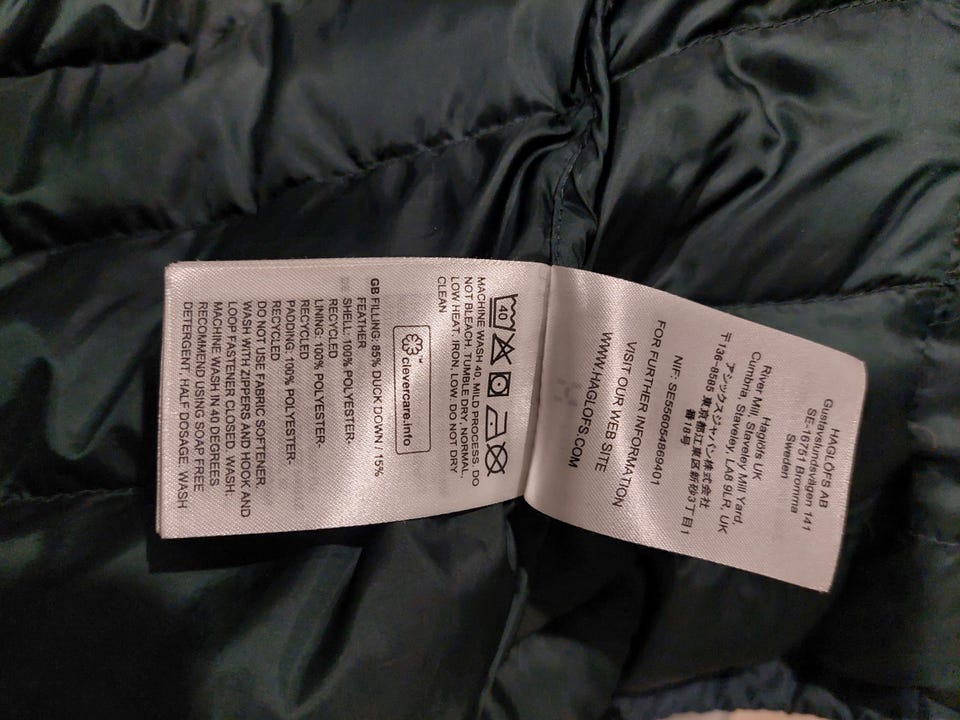 HAGLÖFS AB
Gustavslundsvägen 141
SE-16751 Bromma
Sweden
Haglöfs UK
River Mill, Staveley Mill Yard,
Cumbria, Staveley, LA8 9LR, UK
アシックスジャパン株式会社
〒136-8585 東京都江東区新砂3丁目1
番18号
NIF: SE556054969401
FOR FURTHER INFORMATION
VISIT OUR WEB SITE
WWW.HAGLOFS.COM
40
MACHINE WASH 40, MILD PROCESS. DO
NOT BLEACH. TUMBLE DRY NORMAL,
LOW HEAT. IRON, LOW. DO NOT DRY
CLEAN
clevercare.info
GB FILLING: 85% DUCK DOWN / 15%
FEATHER
SHELL: 100% POLYESTER-
RECYCLED
LINING: 100% POLYESTER-
RECYCLED
PADDING: 100% POLYESTER-
RECYCLED
DO NOT USE FABRIC SOFTENER.
WASH WITH ZIPPERS AND HOOK AND
LOOP FASTENER CLOSED. WASH.
MACHINE WASH IN 40 DEGREES
RECOMMEND USING SOAP FREE
DETERGENT. HALF DOSAGE. WASH